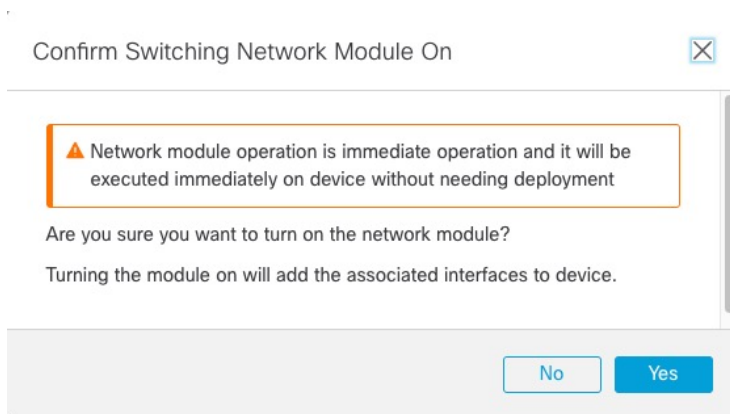 Confirm Switching Network Module On
Network module operation is immediate operation and it will be
executed immediately on device without needing deployment
Are you sure you want to turn on the network module?
Turning the module on will add the associated interfaces to device.
No
Yes